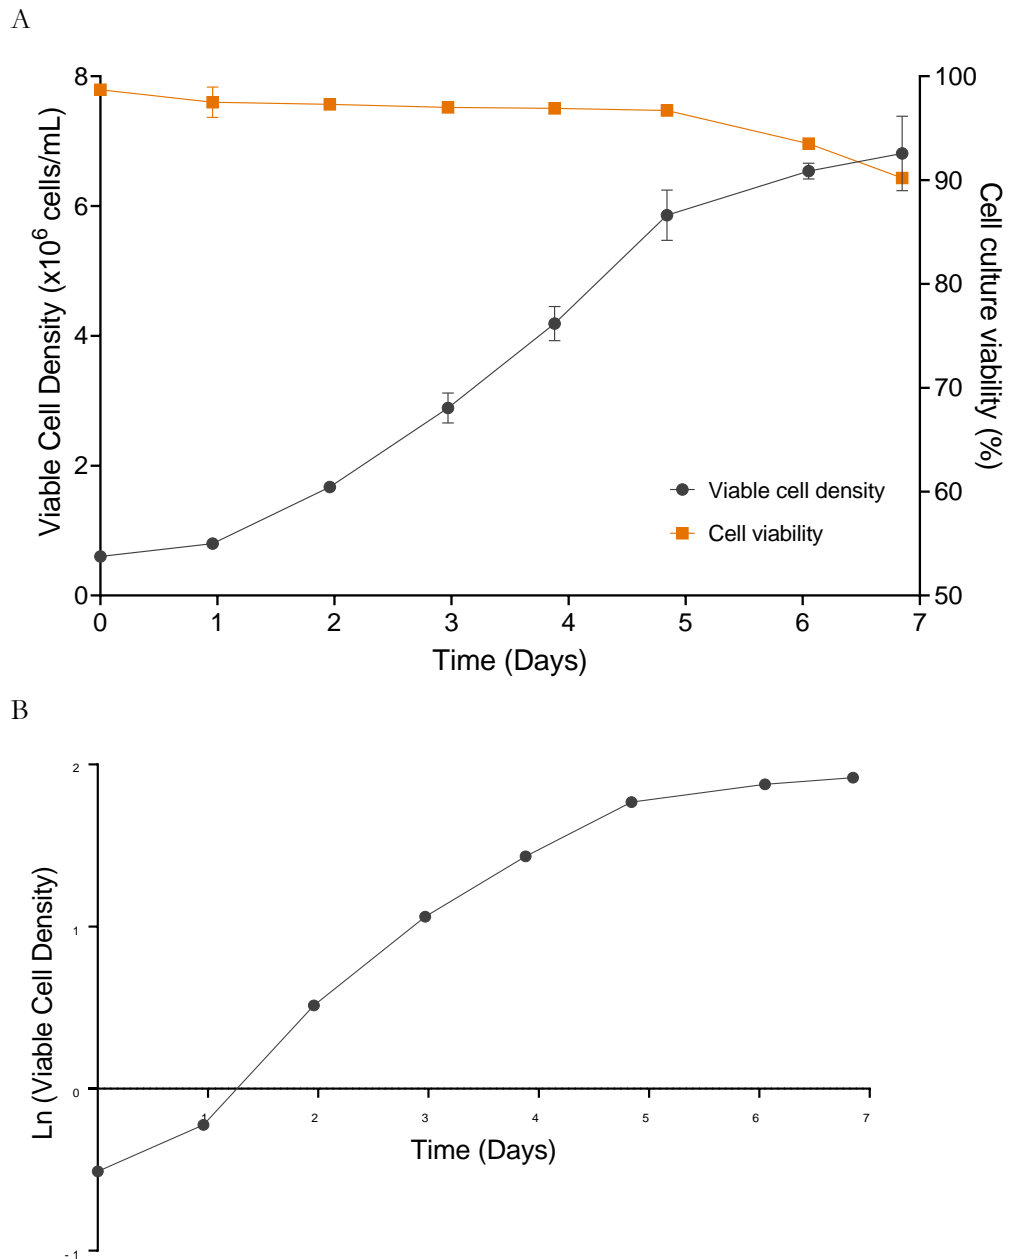 A
8
6
4
2
0
Viable Cell Density (x10⁶ cells/mL)
100
90
80
70
60
50
Cell culture viability (%)
Viable cell density
Cell viability
0 1 2 3 4 5 6 7
Time (Days)
B
2
1
0
-1
Ln (Viable Cell Density)
1 2 3 4 5 6 7
Time (Days)